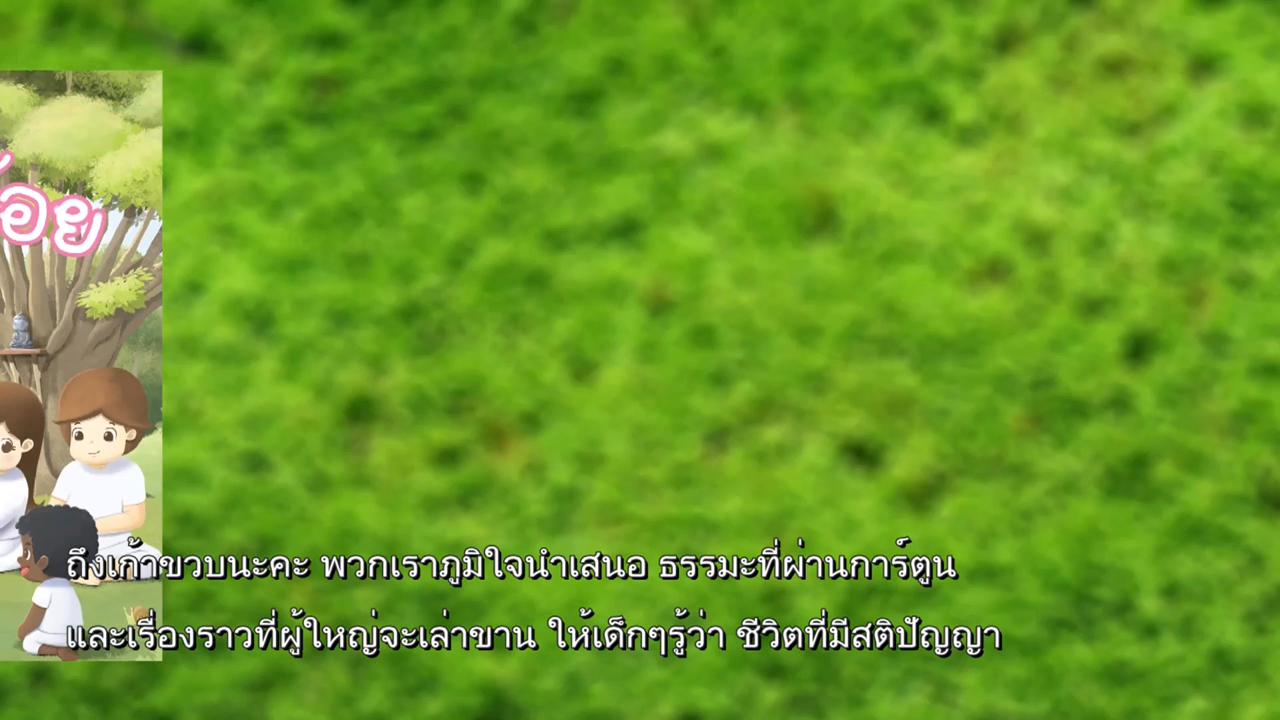 ้อย
ถึงเก้าขวบนะคะ พวกเราภูมิใจนำเสนอ ธรรมะที่ผ่านการ์ตูน
และเรื่องราวที่ผู้ใหญ่จะเล่าขาน ให้เด็กๆรู้ว่า ชีวิตที่มีสติปัญญา